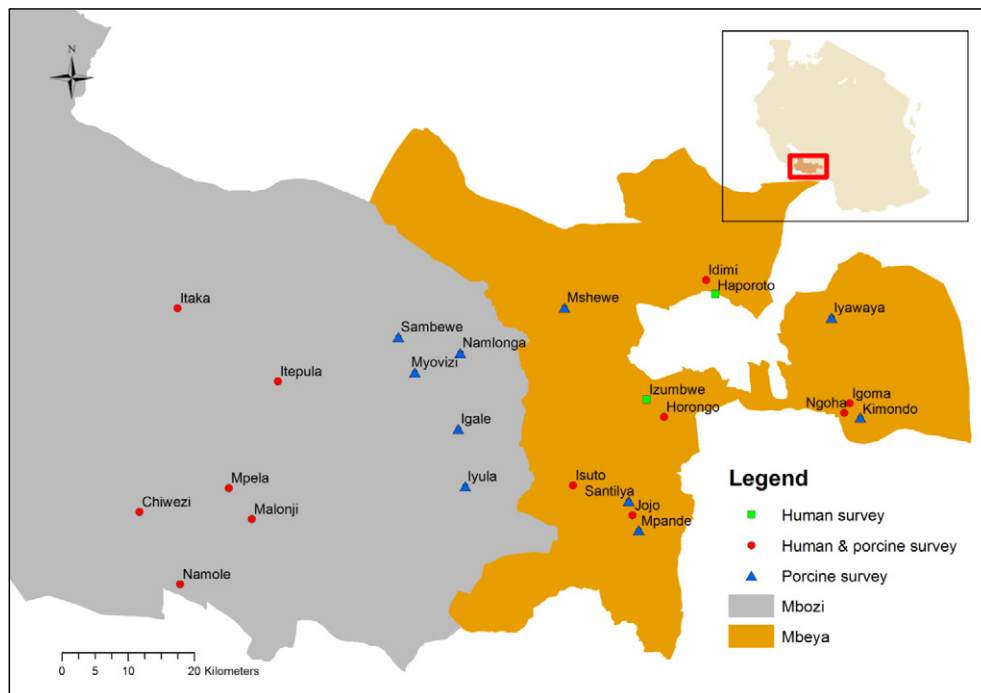 N
Idimi
Haporoto
Itaka
Mshewe
Iyawaya
Sambewe
Namlonga
Myovizi
Itepula
Izumbwe
Igoma
Ngoha
Kimondo
Horongo
Igale
Mpela
Iyula
Isuto
Santilya
Chiwezi
Malonji
Jojo
Mpande
Namole
Legend
Human survey
Human & porcine survey
Porcine survey
Mbozi
Mbeya
0 5 10 20 Kilometers